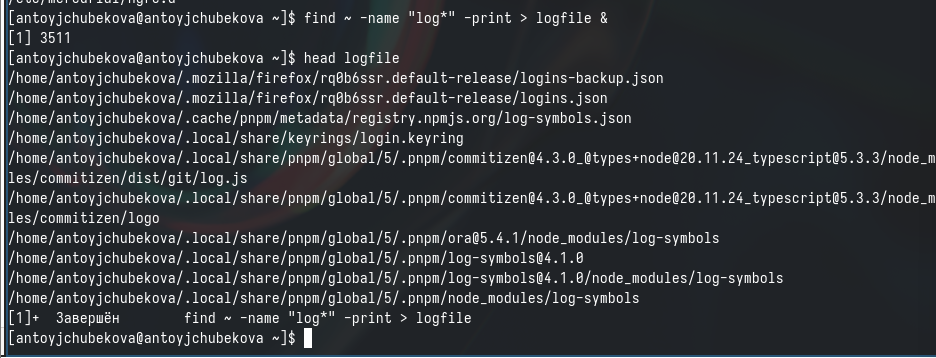 [antoyjchubekova@antoyjchubekova ~]$ find ~ -name "log*" -print > logfile &
[1] 3511
[antoyjchubekova@antoyjchubekova ~]$ head logfile
/home/antoyjchubekova/.mozilla/firefox/rq0b6ssr.default-release/logins-backup.json
/home/antoyjchubekova/.mozilla/firefox/rq0b6ssr.default-release/logins.json
/home/antoyjchubekova/.cache/pnpm/metadata/registry.npmjs.org/log-symbols.json
/home/antoyjchubekova/.local/share/keyrings/login.keyring
/home/antoyjchubekova/.local/share/pnpm/global/5/.pnpm/commitizen@4.3.0_@types+node@20.11.24_typescript@5.3.3/node_m
les/commitizen/dist/git/log.js
/home/antoyjchubekova/.local/share/pnpm/global/5/.pnpm/commitizen@4.3.0_@types+node@20.11.24_typescript@5.3.3/node_m
les/commitizen/logo
/home/antoyjchubekova/.local/share/pnpm/global/5/.pnpm/ora@5.4.1/node_modules/log-symbols
/home/antoyjchubekova/.local/share/pnpm/global/5/.pnpm/log-symbols@4.1.0
/home/antoyjchubekova/.local/share/pnpm/global/5/.pnpm/log-symbols@4.1.0/node_modules/log-symbols
/home/antoyjchubekova/.local/share/pnpm/global/5/.pnpm/node_modules/log-symbols
[1]+  Завершён        find ~ -name "log*" -print > logfile
[antoyjchubekova@antoyjchubekova ~]$